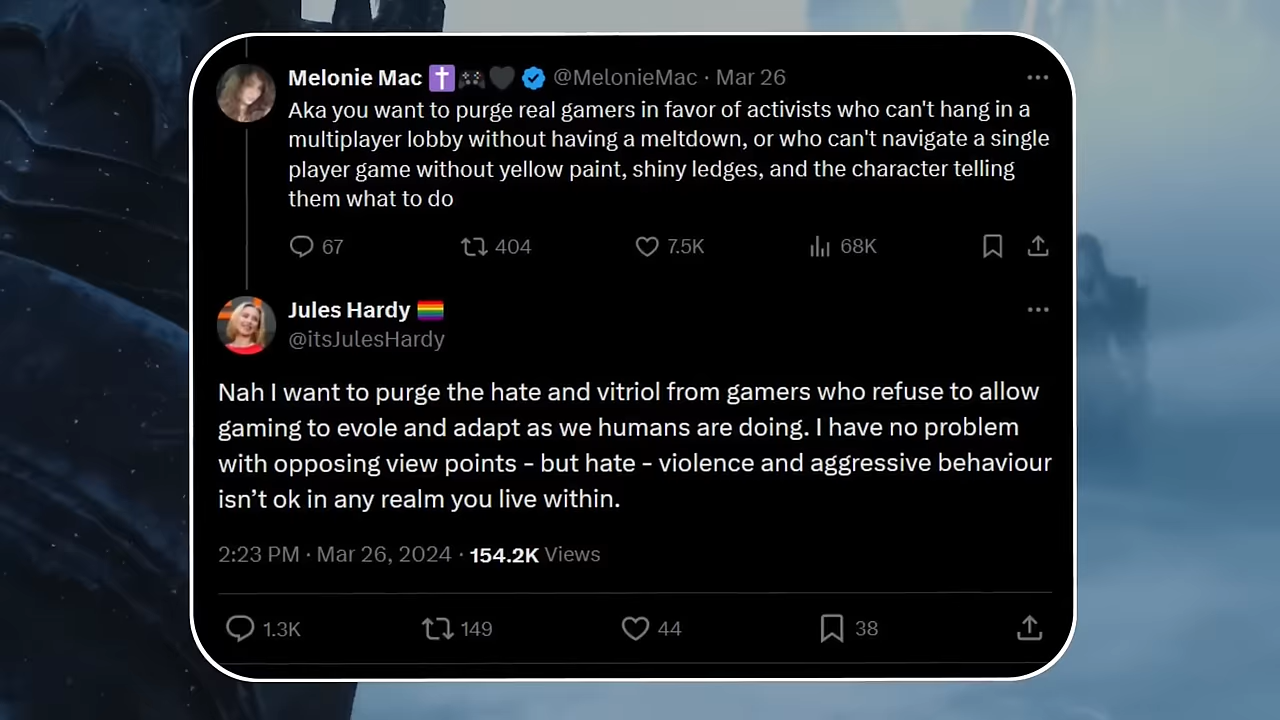 Melonie Mac ✝️🎮🖤 @MelonieMac · Mar 26
Aka you want to purge real gamers in favor of activists who can't hang in a
multiplayer lobby without having a meltdown, or who can't navigate a single
player game without yellow paint, shiny ledges, and the character telling
them what to do
67 404 7.5K 68K
Jules Hardy 🏳️‍🌈
@itsJulesHardy
Nah I want to purge the hate and vitriol from gamers who refuse to allow
gaming to evole and adapt as we humans are doing. I have no problem
with opposing view points - but hate - violence and aggressive behaviour
isn’t ok in any realm you live within.
2:23 PM · Mar 26, 2024 · 154.2K Views
1.3K 149 44 38